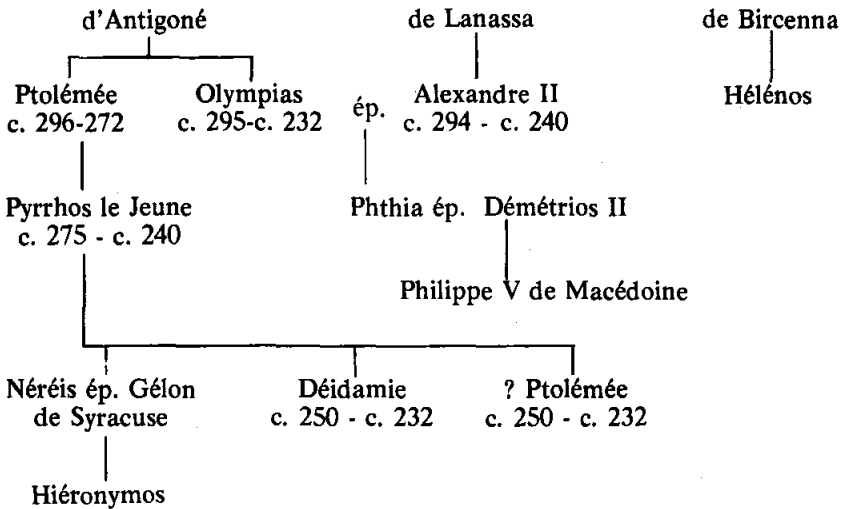 d'Antigoné de Lanassa de Bircenna
Ptolémée Olympias Alexandre II Hélénos
c. 296-272 c. 295-c. 232 ép. c. 294 - c. 240
Pyrrhos le Jeune Phthia ép. Démétrios II
c. 275 - c. 240
Philippe V de Macédoine
Néréis ép. Gélon Déidamie ? Ptolémée
de Syracuse c. 250 - c. 232 c. 250 - c. 232
Hiéronymos